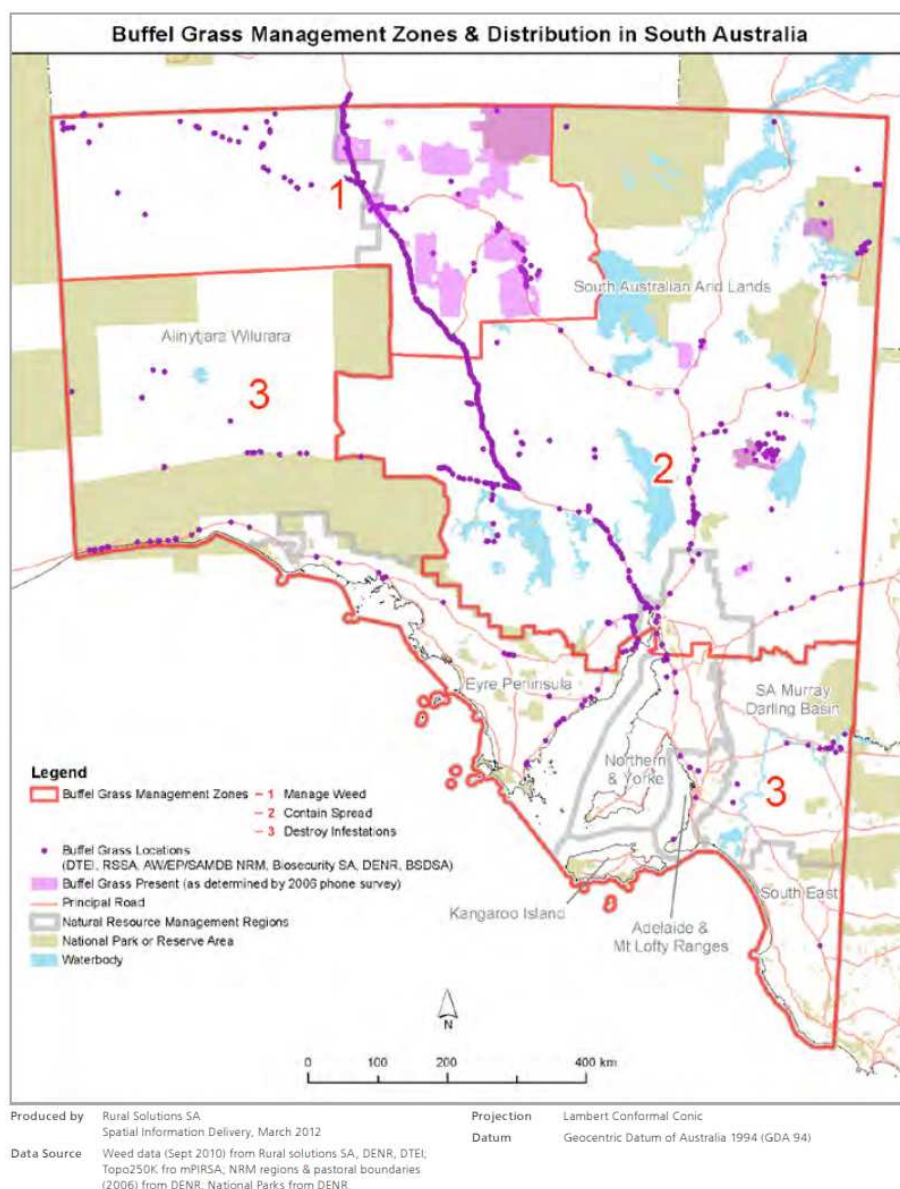 Buffel Grass Management Zones & Distribution in South Australia
1
South Australian Arid Lands
Alinytjara Wilurara
3
2
Eyre Peninsula
SA Murray
Darling Basin
Northern
& Yorke
3
South East
Kangaroo Island
Adelaide &
Mt Lofty Ranges
Legend
Buffel Grass Management Zones – 1 Manage Weed
– 2 Contain Spread
– 3 Destroy Infestations
Buffel Grass Locations
(DTEI, RSSA, AW/EP/SAMDB NRM, Biosecurity SA, DENR, BSDSA)
Buffel Grass Present (as determined by 2006 phone survey)
Principal Road
Natural Resource Management Regions
National Park or Reserve Area
Waterbody
N
0 100 200 400 km
Produced by Rural Solutions SA
Spatial Information Delivery, March 2012
Data Source Weed data (Sept 2010) from Rural solutions SA, DENR, DTEI;
Topo250K fro mPIRSA; NRM regions & pastoral boundaries
(2006) from DENR; National Parks from DENR.
Projection Lambert Conformal Conic
Datum Geocentric Datum of Australia 1994 (GDA 94)